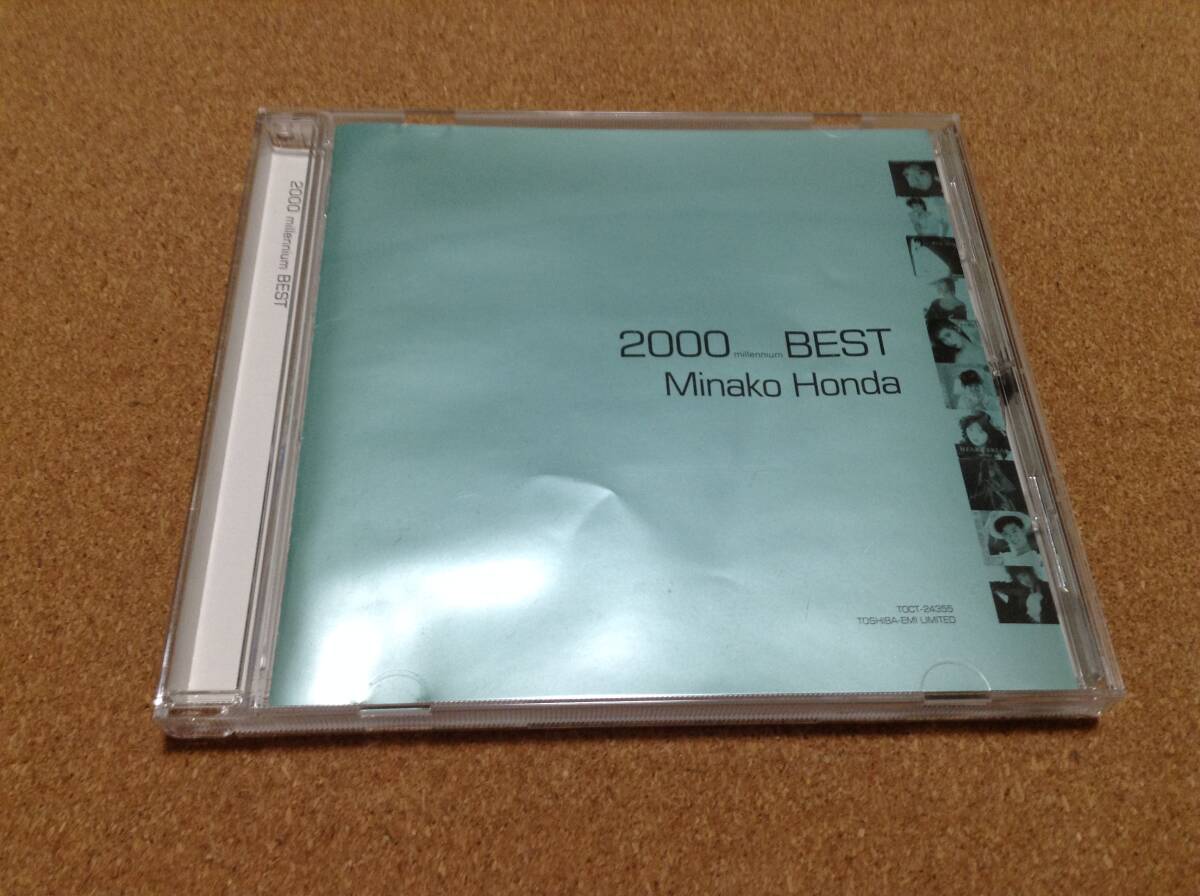 2000 millennium BEST
2000 millennium BEST
Minako Honda
TOCT-24355
TOSHIBA-EMI LIMITED